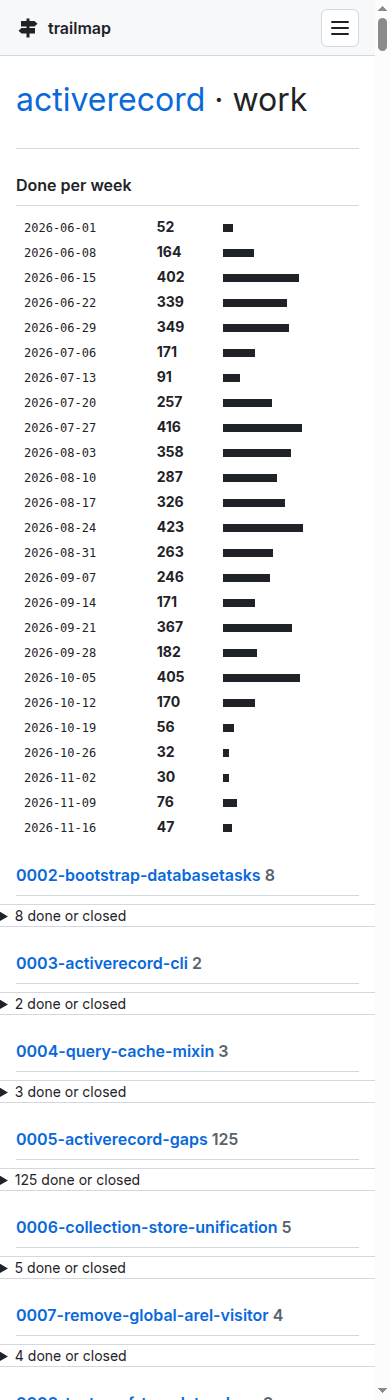 trailmap
activerecord · work
Done per week
2026-06-01 52
2026-06-08 164
2026-06-15 402
2026-06-22 339
2026-06-29 349
2026-07-06 171
2026-07-13 91
2026-07-20 257
2026-07-27 416
2026-08-03 358
2026-08-10 287
2026-08-17 326
2026-08-24 423
2026-08-31 263
2026-09-07 246
2026-09-14 171
2026-09-21 367
2026-09-28 182
2026-10-05 405
2026-10-12 170
2026-10-19 56
2026-10-26 32
2026-11-02 30
2026-11-09 76
2026-11-16 47
0002-bootstrap-databasetasks 8
8 done or closed
0003-activerecord-cli 2
2 done or closed
0004-query-cache-mixin 3
3 done or closed
0005-activerecord-gaps 125
125 done or closed
0006-collection-store-unification 5
5 done or closed
0007-remove-global-arel-visitor 4
4 done or closed